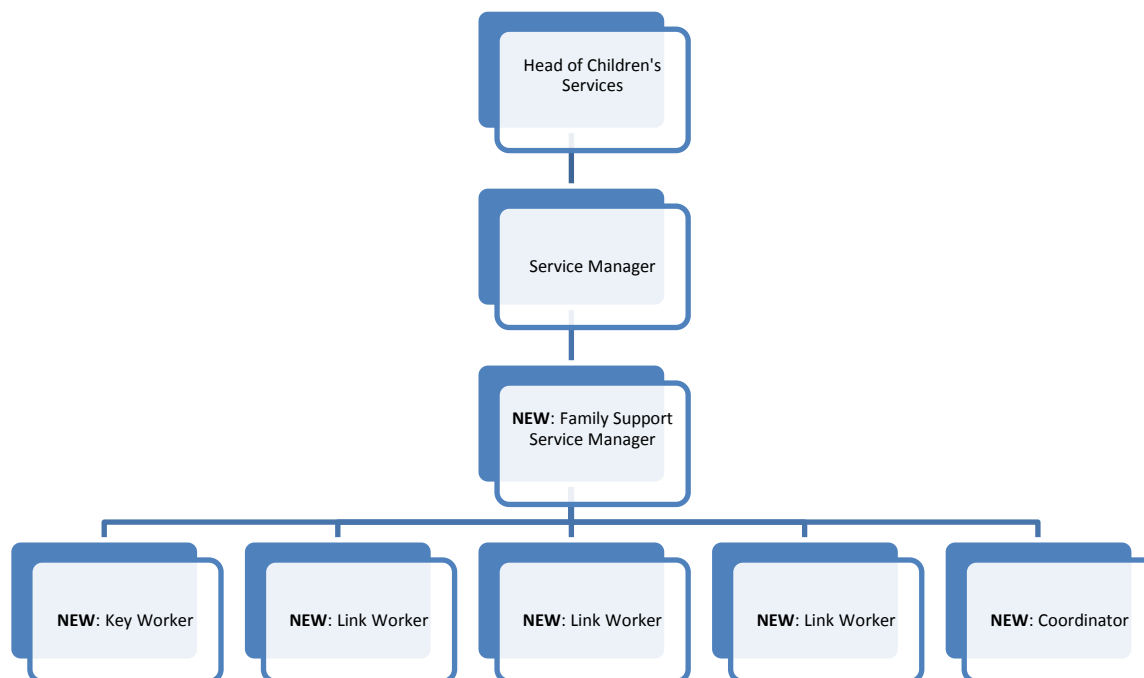 Head of Children's
Services
Service Manager
NEW: Family Support
Service Manager
NEW: Key Worker
NEW: Link Worker
NEW: Link Worker
NEW: Link Worker
NEW: Coordinator